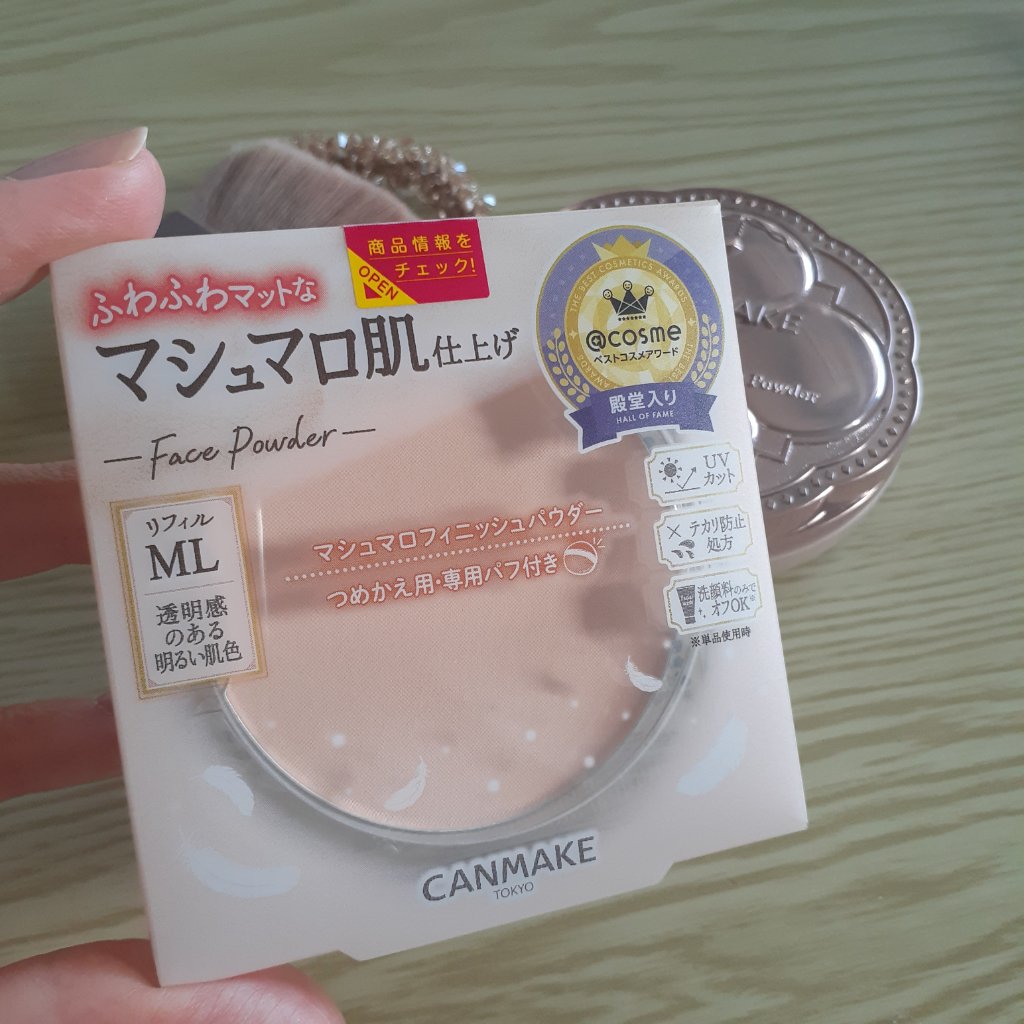 商品情報を
チェック!
OPEN
ふわふわマットな
マシュマロ肌仕上げ
Face Powder
THE BEST COSMETICS AWARDS
@cosme
ベストコスメアワード
殿堂入り
HALL OF FAME
UV
カット
テカリ防止
処方
洗顔料のみで
オフOK※
※単品使用時
リフィル
ML
透明感
のある
明るい肌色
マシュマロフィニッシュパウダー
つめかえ用・専用パフ付き
CANMAKE
TOKYO
AKE
Powder